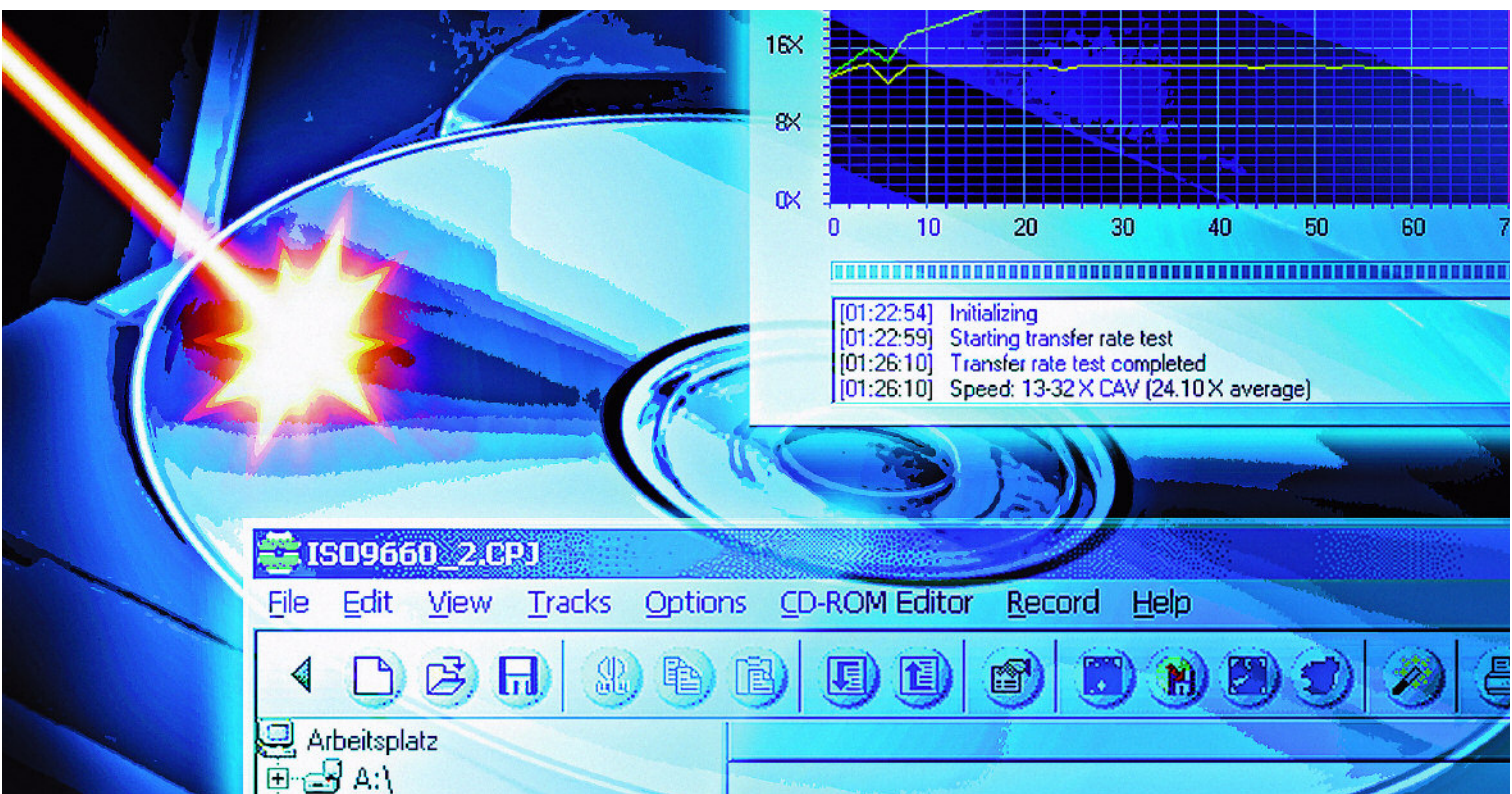 16X
8X
0X
0 10 20 30 40 50 60 7
[01:22:54] Initializing
[01:22:59] Starting transfer rate test
[01:26:10] Transfer rate test completed
[01:26:10] Speed: 13-32 X CAV (24.10 X average)
ISO9660_2.CPJ
File Edit View Tracks Options CD-ROM Editor Record Help
Arbeitsplatz
A:\